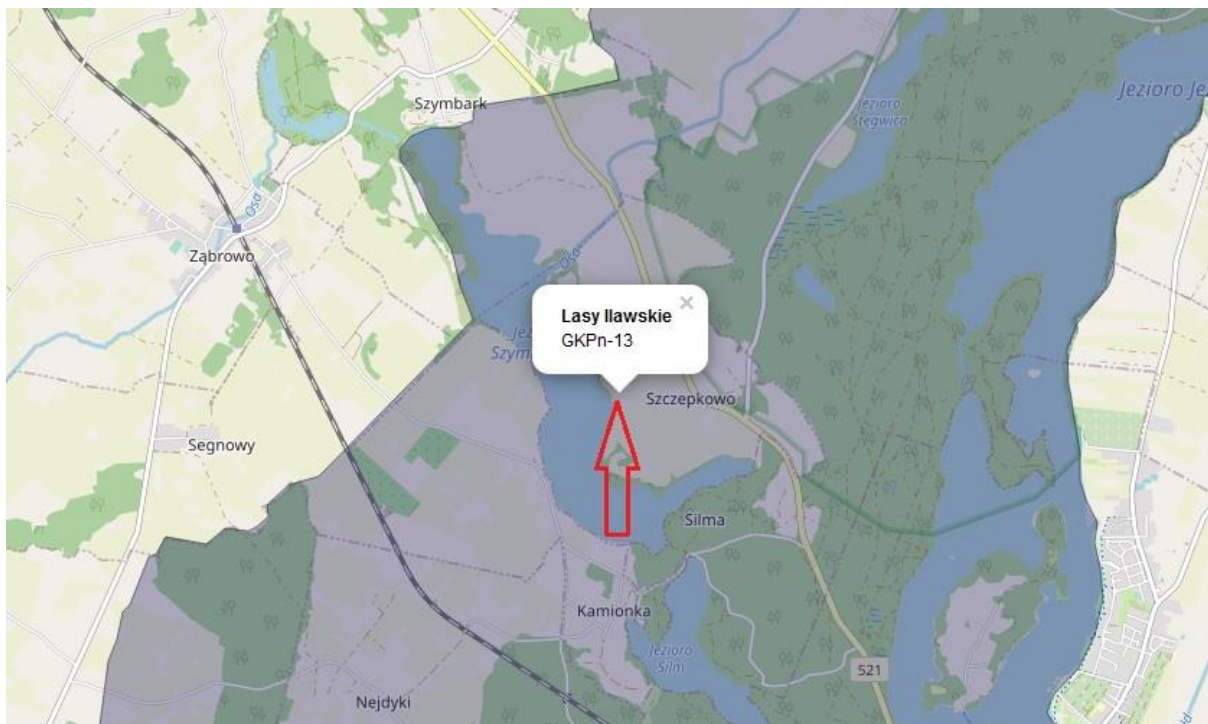 Szymbark
Jezioro
Stęgwica
Jezioro Je
Osa
Ząbrowo
Osa
Lasy Iławskie
GKPn-13
×
Szym
Szczepkowo
Segnowy
Silma
Kamionka
Jezioro
Silm
521
Nejdyki